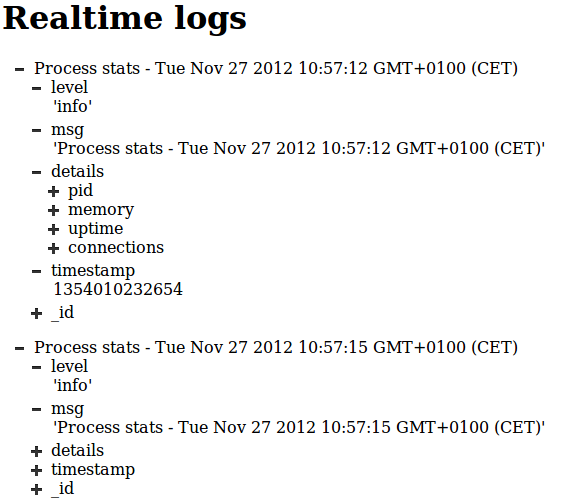 Realtime logs
Process stats - Tue Nov 27 2012 10:57:12 GMT+0100 (CET)
level
'info'
msg
'Process stats - Tue Nov 27 2012 10:57:12 GMT+0100 (CET)'
details
pid
memory
uptime
connections
timestamp
1354010232654
_id
Process stats - Tue Nov 27 2012 10:57:15 GMT+0100 (CET)
level
'info'
msg
'Process stats - Tue Nov 27 2012 10:57:15 GMT+0100 (CET)'
details
timestamp
_id